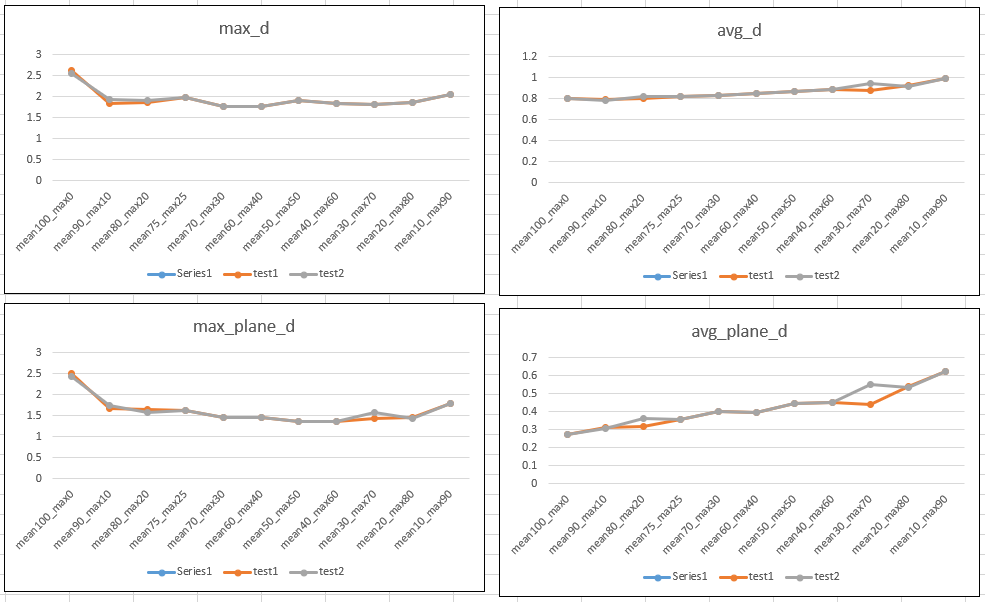 max_d
3
2.5
2
1.5
1
0.5
0
mean100_max0
mean90_max10
mean80_max20
mean75_max25
mean70_max30
mean60_max40
mean50_max50
mean40_max60
mean30_max70
mean20_max80
mean10_max90
Series1 test1 test2
avg_d
1.2
1
0.8
0.6
0.4
0.2
0
mean100_max0
mean90_max10
mean80_max20
mean75_max25
mean70_max30
mean60_max40
mean50_max50
mean40_max60
mean30_max70
mean20_max80
mean10_max90
Series1 test1 test2
max_plane_d
3
2.5
2
1.5
1
0.5
0
mean100_max0
mean90_max10
mean80_max20
mean75_max25
mean70_max30
mean60_max40
mean50_max50
mean40_max60
mean30_max70
mean20_max80
mean10_max90
Series1 test1 test2
avg_plane_d
0.7
0.6
0.5
0.4
0.3
0.2
0.1
0
mean100_max0
mean90_max10
mean80_max20
mean75_max25
mean70_max30
mean60_max40
mean50_max50
mean40_max60
mean30_max70
mean20_max80
mean10_max90
Series1 test1 test2